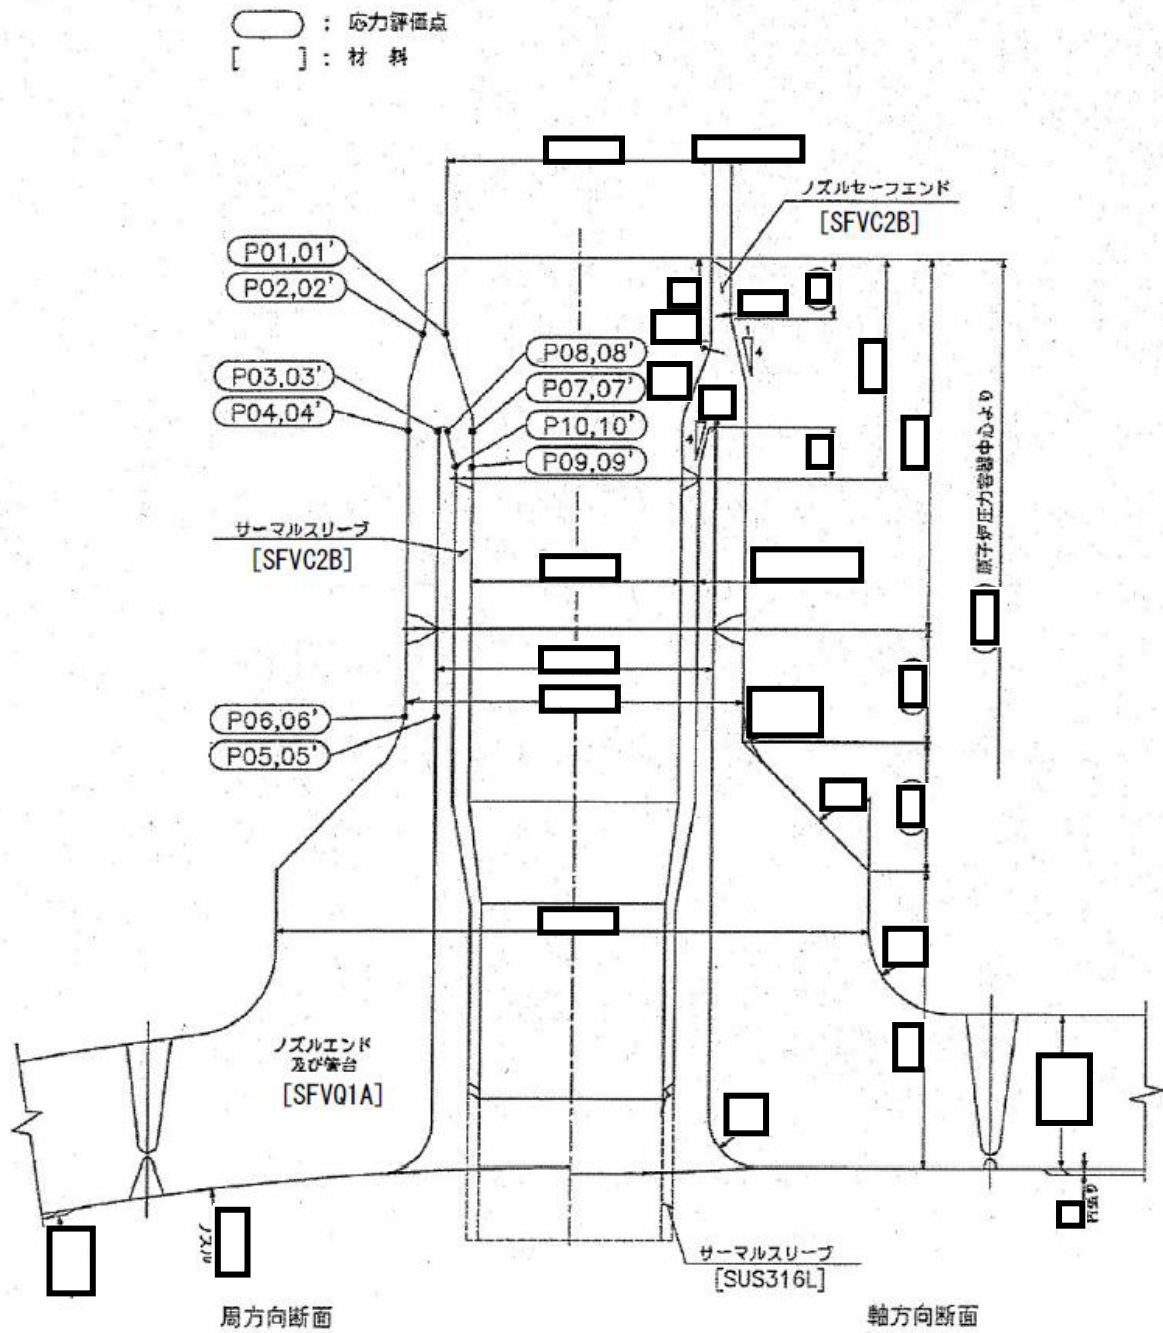 : 応力評価点
[ ] : 材 料
ノズルセーフエンド
[SFVC2B]
P01,01'
P02,02'
P03,03'
P04,04'
P08,08'
P07,07'
P10,10'
P09,09'
4
4
原子炉圧力容器中心より
サーマルスリーブ
[SFVC2B]
P06,06'
P05,05'
ノズルエンド
及び管台
[SFVQ1A]
ノズル
サーマルスリーブ
[SUS316L]
周方向断面
軸方向断面